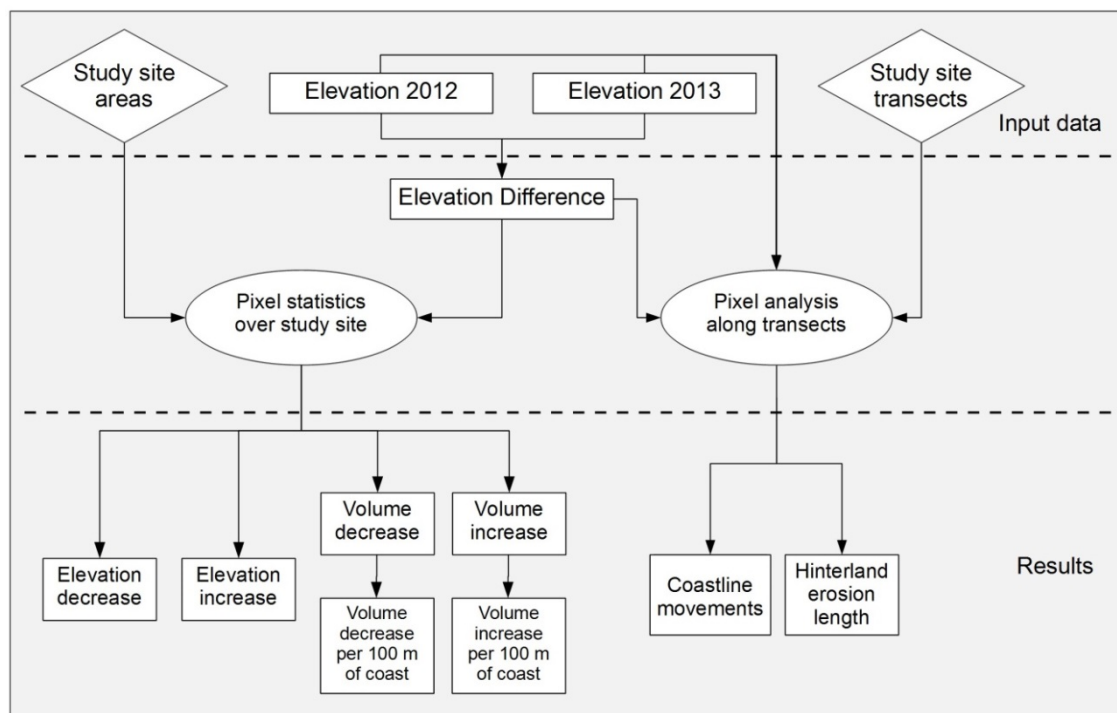 Study site
areas
Elevation 2012
Elevation 2013
Study site
transects
Input data
Elevation Difference
Pixel statistics
over study site
Pixel analysis
along transects
Elevation
decrease
Elevation
increase
Volume
decrease
Volume
increase
Volume
decrease
per 100 m
of coast
Volume
increase
per 100 m
of coast
Coastline
movements
Hinterland
erosion
length
Results